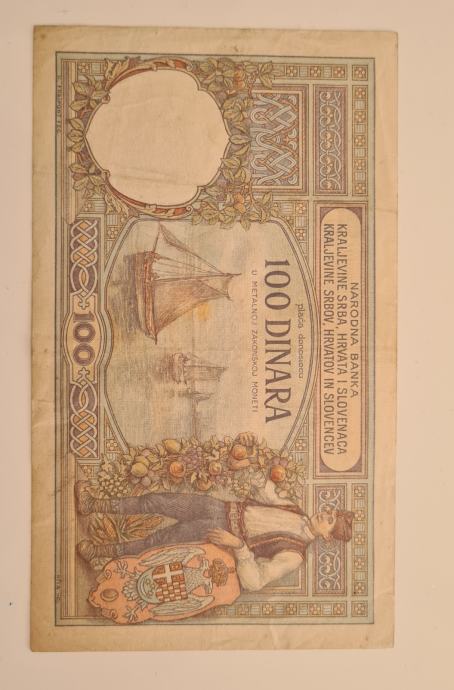 NARODNA BANKA
KRALJEVINE SRBA, HRVATA I SLOVENACA
KRALJEVINE SRBOV, HRVATOV IN SLOVENCEV
plaća donosiocu
100 DINARA
U METALNOJ ZAKONSKOJ MONETI
100